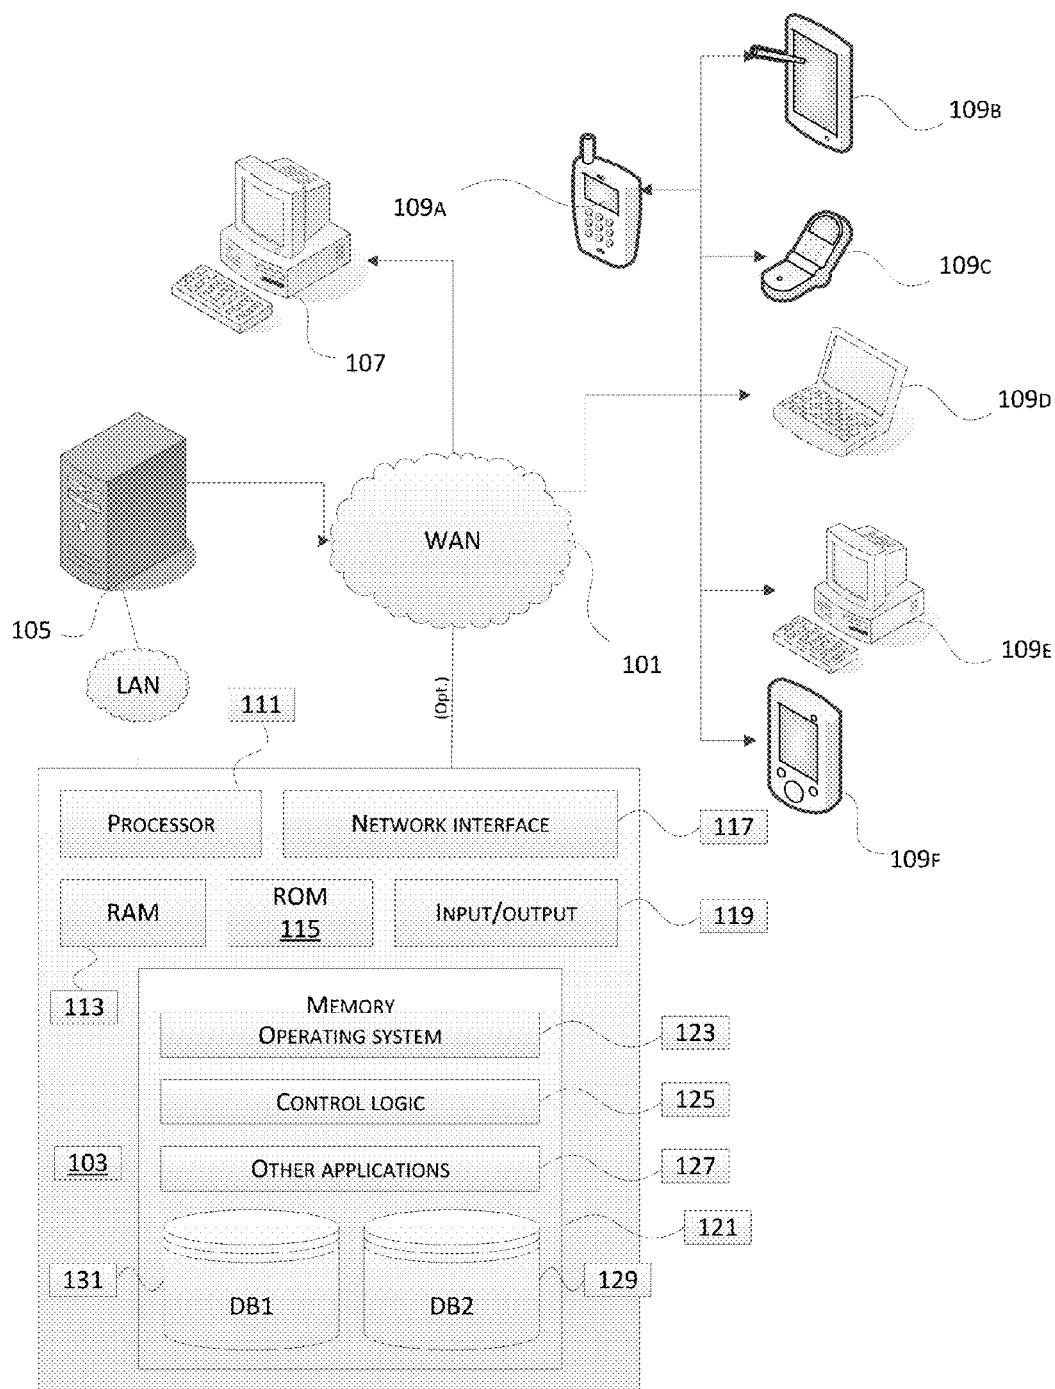 109B
109A
109C
107
109D
WAN
105
101
109E
LAN
(Opt.)
111
PROCESSOR
NETWORK INTERFACE
117
109F
RAM
ROM
115
INPUT/OUTPUT
119
113
MEMORY
OPERATING SYSTEM
123
CONTROL LOGIC
125
103
OTHER APPLICATIONS
127
121
131
DB1
DB2
129